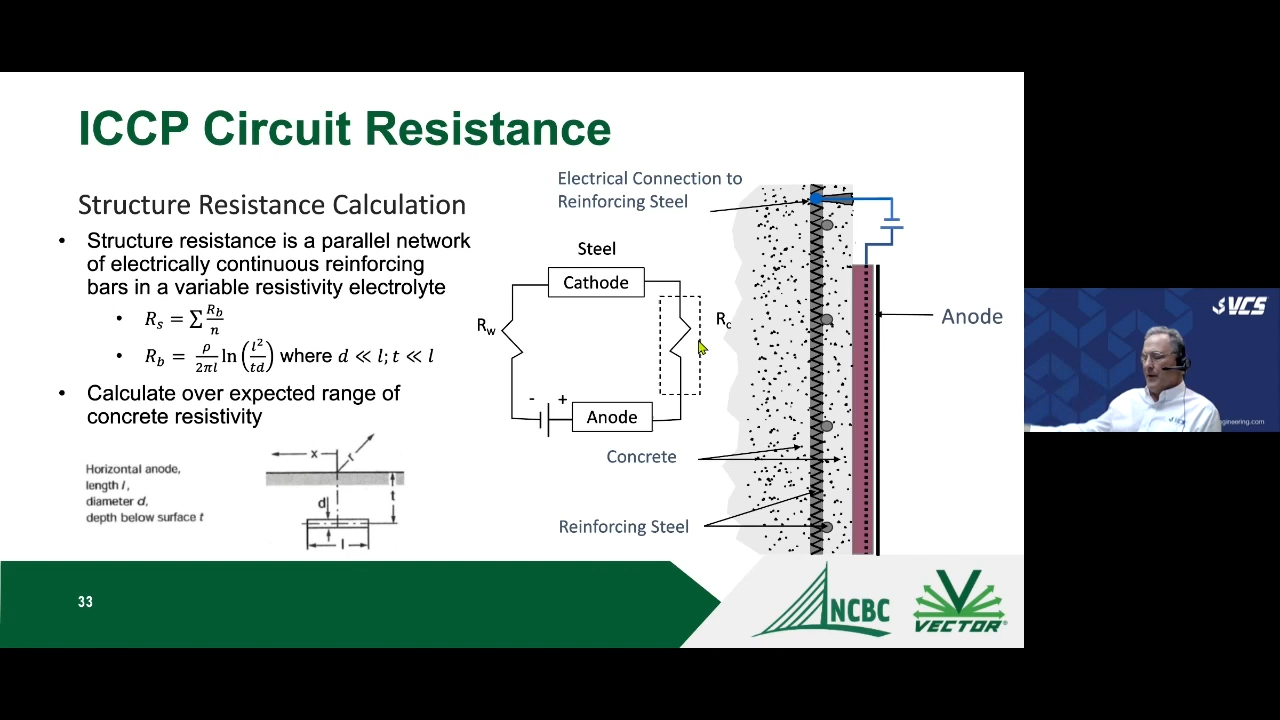 ICCP Circuit Resistance
Structure Resistance Calculation
• Structure resistance is a parallel network
of electrically continuous reinforcing
bars in a variable resistivity electrolyte
• R_s = ∑ R_b/n
• R_b = ρ/2πl ln(l²/td) where d ≪ l; t ≪ l
• Calculate over expected range of
concrete resistivity
Horizontal anode,
length l,
diameter d,
depth below surface t
x
r
t
d
l
Electrical Connection to
Reinforcing Steel
Steel
Cathode
R_w
R_c
- +
Anode
Anode
Concrete
Reinforcing Steel
33
NCBC
VECTOR®
VCS
gineering.com